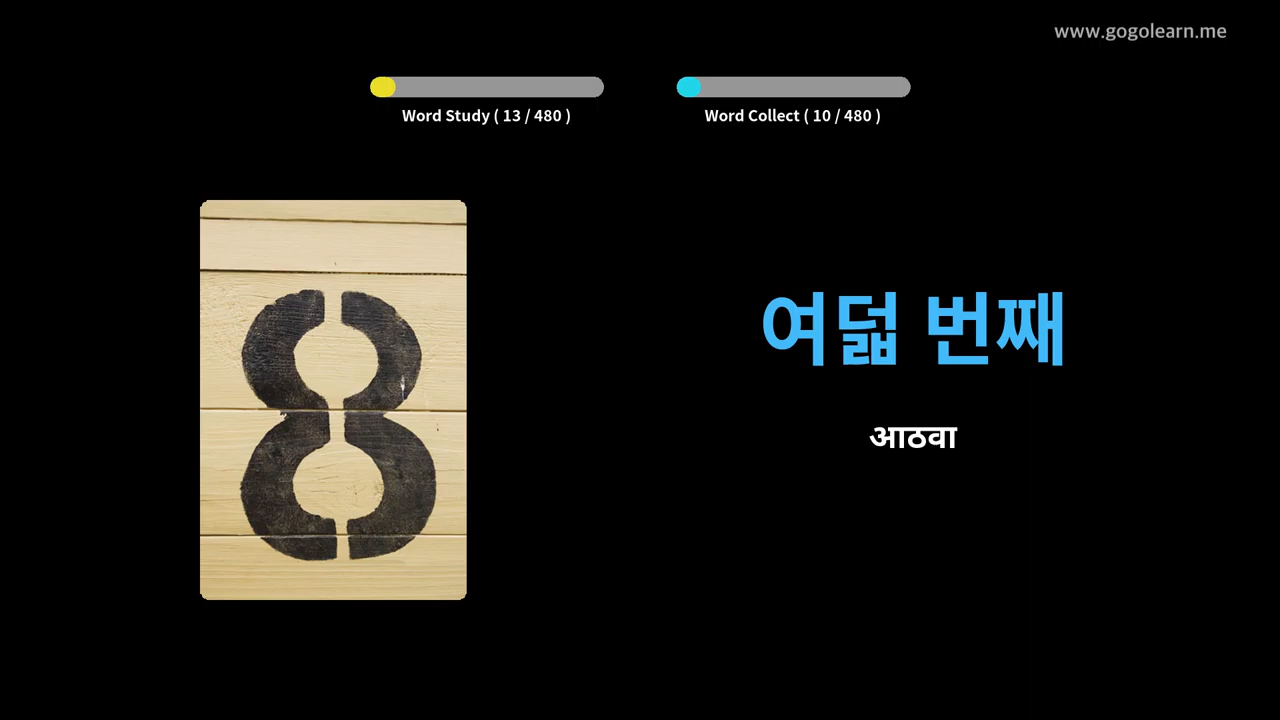 www.gogolearn.me
Word Study ( 13 / 480 )
Word Collect ( 10 / 480 )
8
여덟 번째
आठवा